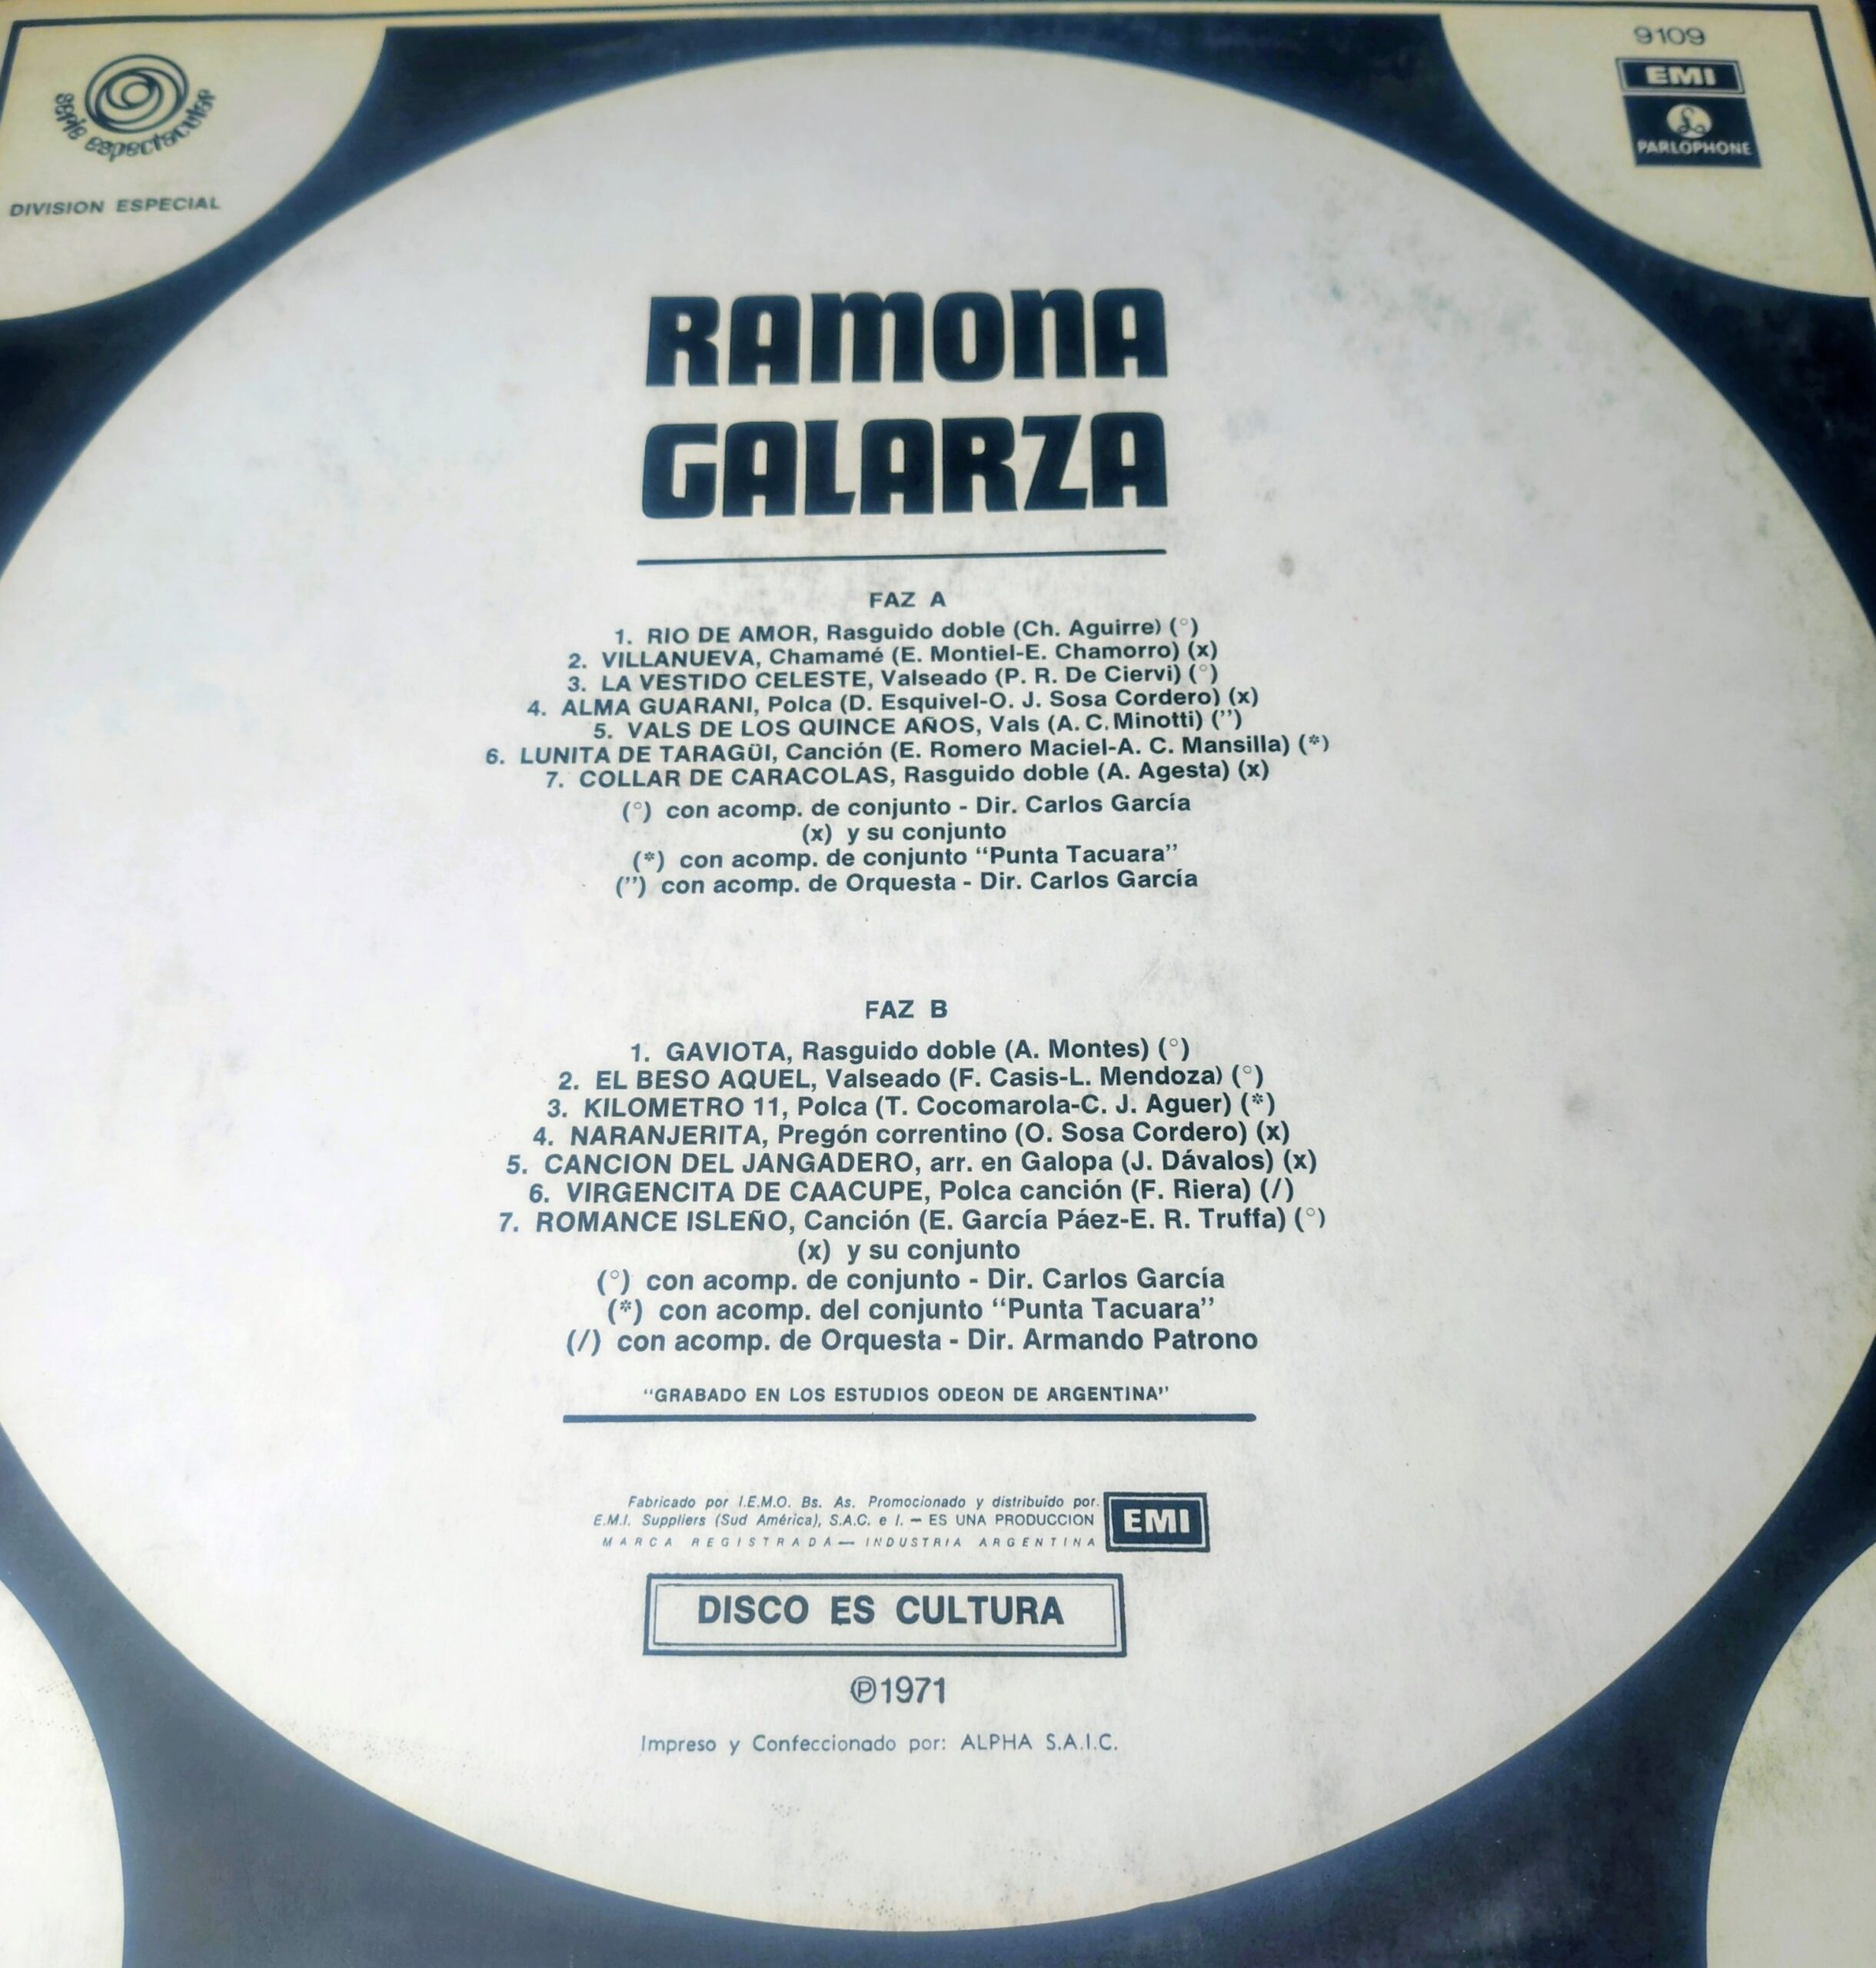 serie espectacular
DIVISION ESPECIAL
9109
EMI
PARLOPHONE
RAMONA
GALARZA
FAZ A
1. RIO DE AMOR, Rasguido doble (Ch. Aguirre) (°)
2. VILLANUEVA, Chamamé (E. Montiel-E. Chamorro) (x)
3. LA VESTIDO CELESTE, Valseado (P. R. De Ciervi) (°)
4. ALMA GUARANI, Polca (D. Esquivel-O. J. Sosa Cordero) (x)
5. VALS DE LOS QUINCE AÑOS, Vals (A. C. Minotti) (’’)
6. LUNITA DE TARAGÜI, Canción (E. Romero Maciel-A. C. Mansilla) (*)
7. COLLAR DE CARACOLAS, Rasguido doble (A. Agesta) (x)
(°) con acomp. de conjunto - Dir. Carlos García
(x) y su conjunto
(*) con acomp. de conjunto “Punta Tacuara”
(’’) con acomp. de Orquesta - Dir. Carlos García
FAZ B
1. GAVIOTA, Rasguido doble (A. Montes) (°)
2. EL BESO AQUEL, Valseado (F. Casis-L. Mendoza) (°)
3. KILOMETRO 11, Polca (T. Cocomarola-C. J. Aguer) (*)
4. NARANJERITA, Pregón correntino (O. Sosa Cordero) (x)
5. CANCION DEL JANGADERO, arr. en Galopa (J. Dávalos) (x)
6. VIRGENCITA DE CAACUPE, Polca canción (F. Riera) (/)
7. ROMANCE ISLEÑO, Canción (E. García Páez-E. R. Truffa) (°)
(x) y su conjunto
(°) con acomp. de conjunto - Dir. Carlos García
(*) con acomp. del conjunto “Punta Tacuara”
(/) con acomp. de Orquesta - Dir. Armando Patrono
“GRABADO EN LOS ESTUDIOS ODEON DE ARGENTINA”
Fabricado por I.E.M.O. Bs. As. Promocionado y distribuído por.
E.M.I. Suppliers (Sud América), S.A.C. e I. — ES UNA PRODUCCION
MARCA REGISTRADA — INDUSTRIA ARGENTINA
EMI
DISCO ES CULTURA
℗1971
Impreso y Confeccionado por: ALPHA S.A.I.C.